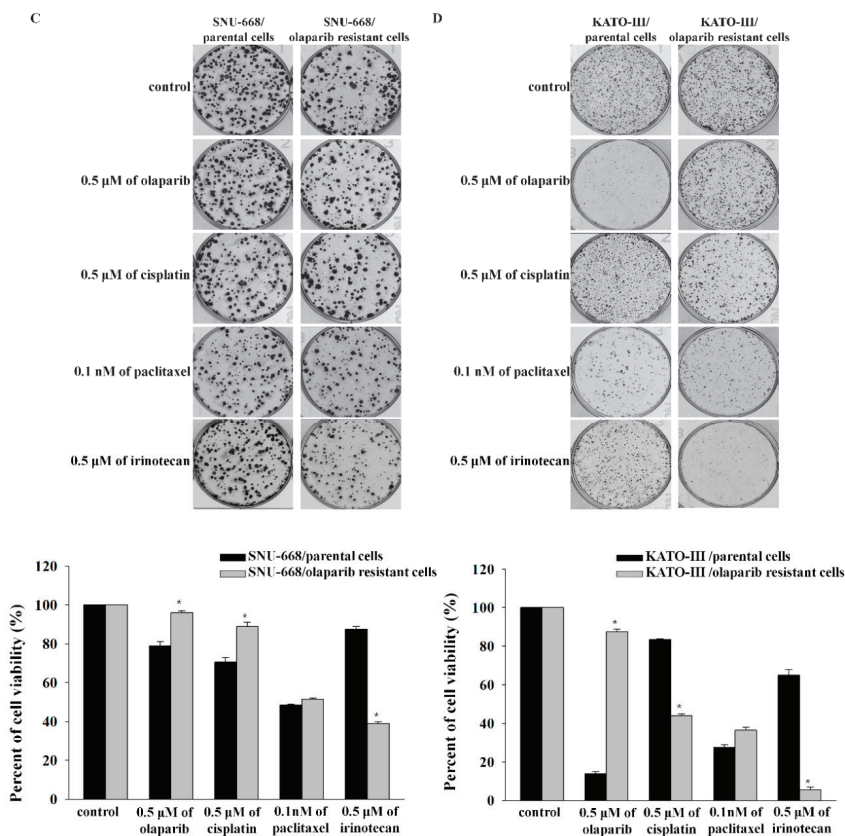 C
SNU-668/ SNU-668/
parental cells olaparib resistant cells
control
0.5 μM of olaparib
0.5 μM of cisplatin
0.1 nM of paclitaxel
0.5 μM of irinotecan
D
KATO-III/ KATO-III/
parental cells olaparib resistant cells
control
0.5 μM of olaparib
0.5 μM of cisplatin
0.1 nM of paclitaxel
0.5 μM of irinotecan
SNU-668/parental cells
SNU-668/olaparib resistant cells
Percent of cell viability (%)
120
100
80
60
40
20
0
* * *
control 0.5 μM of 0.5 μM of 0.1nM of 0.5 μM of
olaparib cisplatin paclitaxel irinotecan
KATO-III /parental cells
KATO-III /olaparib resistant cells
Percent of cell viability (%)
120
100
80
60
40
20
0
* * *
control 0.5 μM of 0.5 μM of 0.1nM of 0.5 μM of
olaparib cisplatin paclitaxel irinotecan